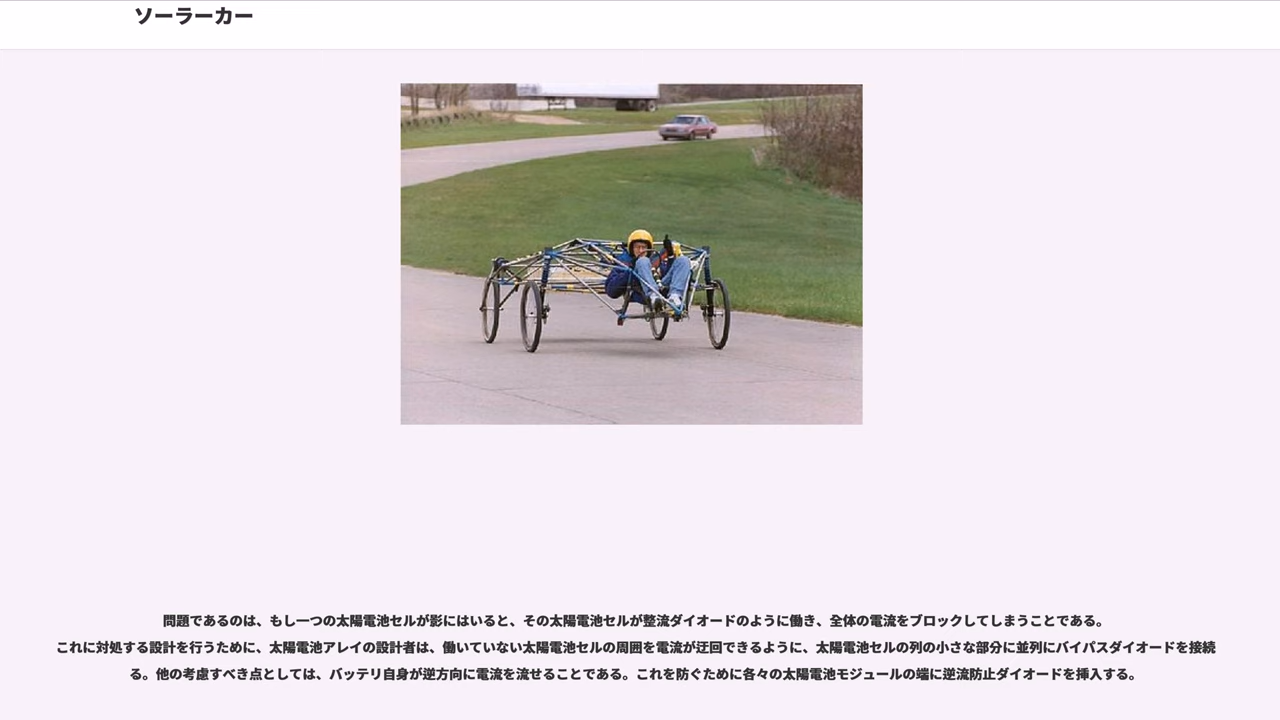 ソーラーカー
問題であるのは、もし一つの太陽電池セルが影にはいると、その太陽電池セルが整流ダイオードのように働き、全体の電流をブロックしてしまうことである。
これに対処する設計を行うために、太陽電池アレイの設計者は、働いていない太陽電池セルの周囲を電流が迂回できるように、太陽電池セルの列の小さな部分に並列にバイパスダイオードを接続
る。他の考慮すべき点としては、バッテリ自身が逆方向に電流を流せることである。これを防ぐために各々の太陽電池モジュールの端に逆流防止ダイオードを挿入する。